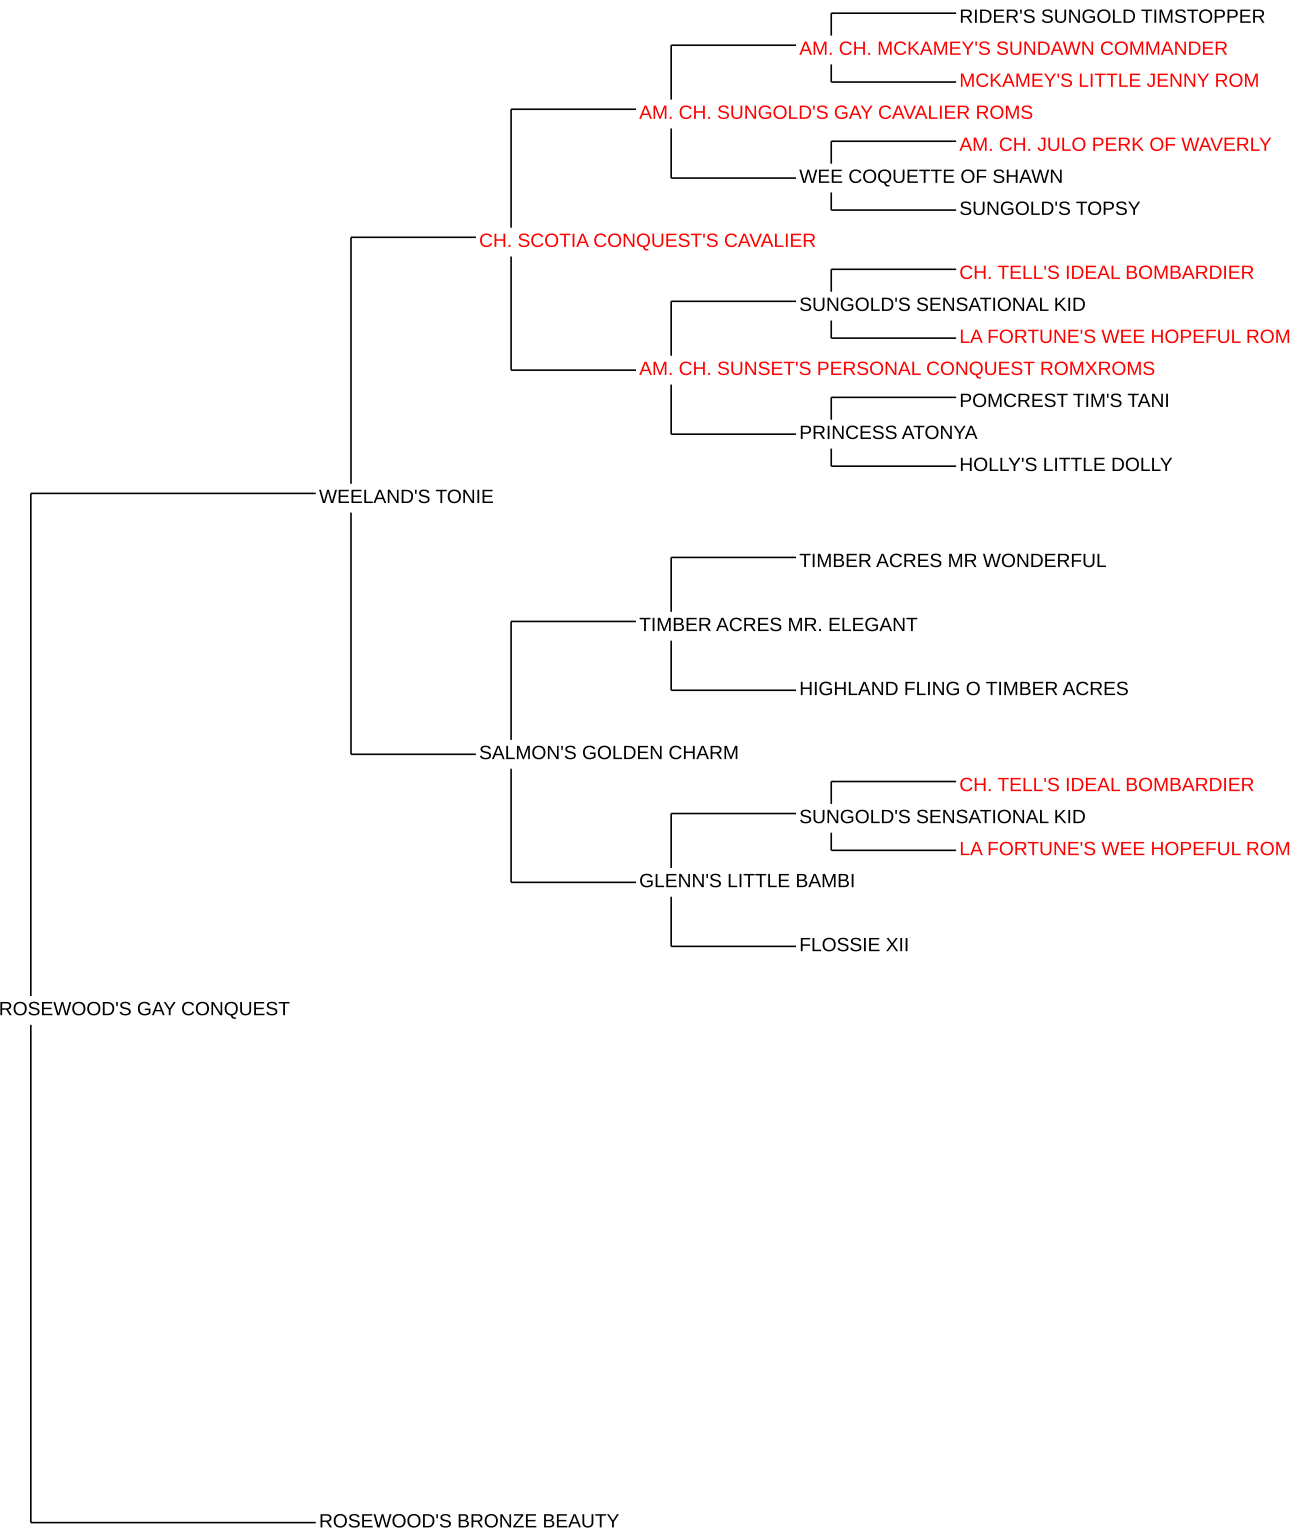 RIDER'S SUNGOLD TIMSTOPPER
AM. CH. MCKAMEY'S SUNDAWN COMMANDER
MCKAMEY'S LITTLE JENNY ROM
AM. CH. SUNGOLD'S GAY CAVALIER ROMS
AM. CH. JULO PERK OF WAVERLY
WEE COQUETTE OF SHAWN
SUNGOLD'S TOPSY
CH. SCOTIA CONQUEST'S CAVALIER
CH. TELL'S IDEAL BOMBARDIER
SUNGOLD'S SENSATIONAL KID
LA FORTUNE'S WEE HOPEFUL ROM
AM. CH. SUNSET'S PERSONAL CONQUEST ROMXROMS
POMCREST TIM'S TANI
PRINCESS ATONYA
HOLLY'S LITTLE DOLLY
WEELAND'S TONIE
TIMBER ACRES MR WONDERFUL
TIMBER ACRES MR. ELEGANT
HIGHLAND FLING O TIMBER ACRES
SALMON'S GOLDEN CHARM
CH. TELL'S IDEAL BOMBARDIER
SUNGOLD'S SENSATIONAL KID
LA FORTUNE'S WEE HOPEFUL ROM
GLENN'S LITTLE BAMBI
FLOSSIE XII
ROSEWOOD'S GAY CONQUEST
ROSEWOOD'S BRONZE BEAUTY